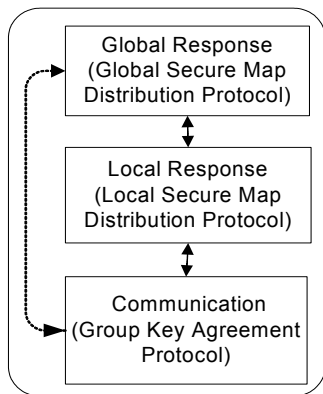 Global Response
(Global Secure Map
Distribution Protocol)
Local Response
(Local Secure Map
Distribution Protocol)
Communication
(Group Key Agreement
Protocol)